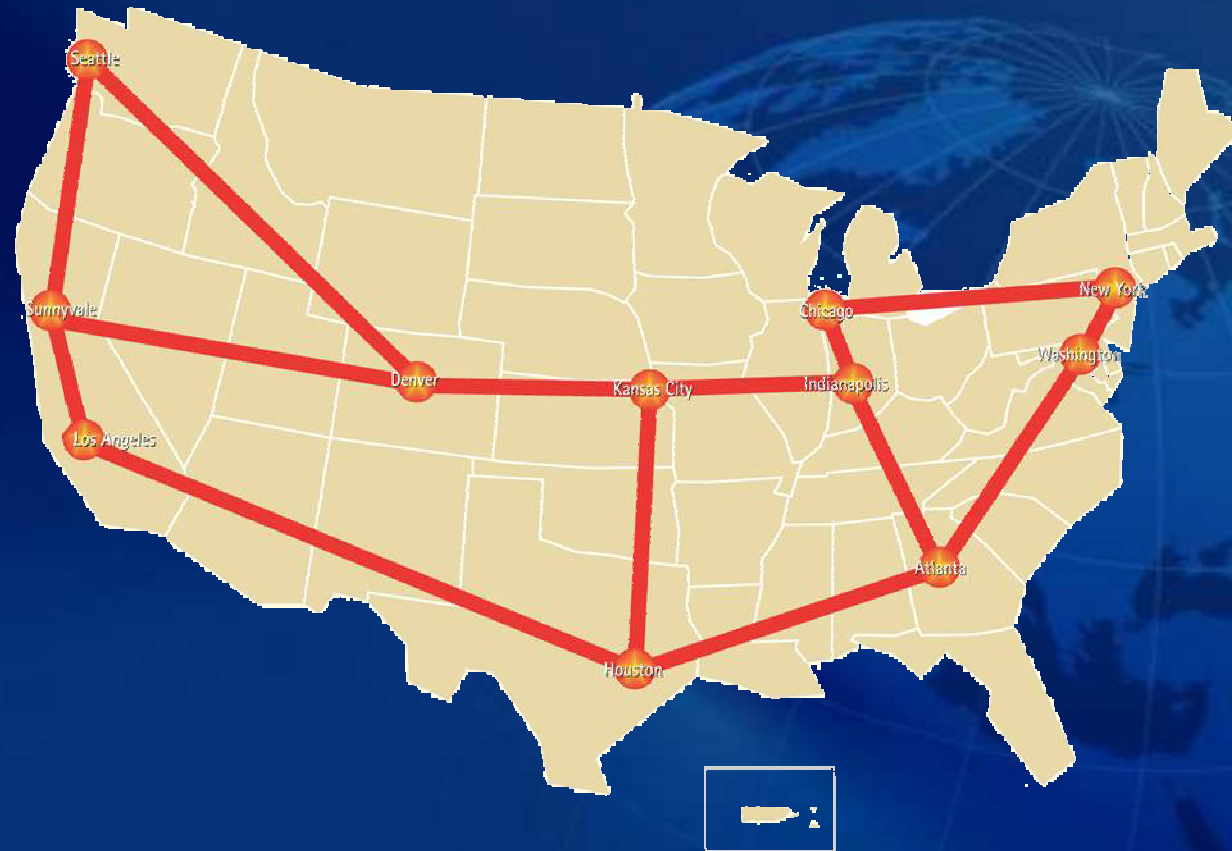 Seattle
Sunnyvale
Los Angeles
Denver
Kansas City
Houston
Chicago
Indianapolis
Atlanta
New York
Washington